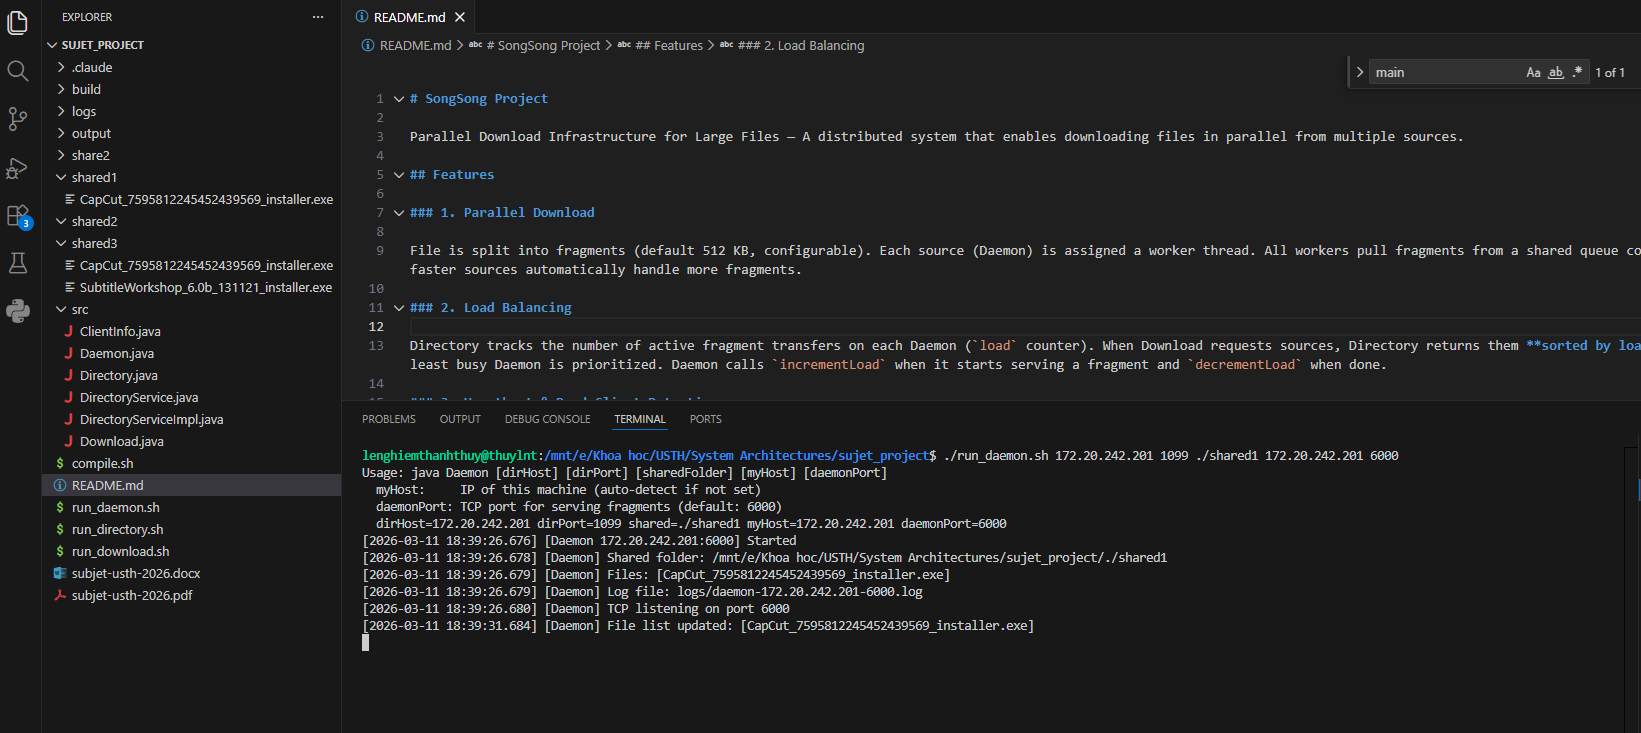 EXPLORER
SUJET_PROJECT
.claude
build
logs
output
share2
shared1
CapCut_7595812245452439569_installer.exe
shared2
shared3
CapCut_7595812245452439569_installer.exe
SubtitleWorkshop_6.0b_131121_installer.exe
src
ClientInfo.java
Daemon.java
Directory.java
DirectoryService.java
DirectoryServiceImpl.java
Download.java
compile.sh
README.md
run_daemon.sh
run_directory.sh
run_download.sh
subjet-usth-2026.docx
subjet-usth-2026.pdf
3
README.md
README.md > # SongSong Project > ## Features > ### 2. Load Balancing
main Aa ab .* 1 of 1
1 # SongSong Project
2
3 Parallel Download Infrastructure for Large Files — A distributed system that enables downloading files in parallel from multiple sources.
4
5 ## Features
6
7 ### 1. Parallel Download
8
9 File is split into fragments (default 512 KB, configurable). Each source (Daemon) is assigned a worker thread. All workers pull fragments from a shared queue co
faster sources automatically handle more fragments.
10
11 ### 2. Load Balancing
12
13 Directory tracks the number of active fragment transfers on each Daemon (`load` counter). When Download requests sources, Directory returns them **sorted by loa
least busy Daemon is prioritized. Daemon calls `incrementLoad` when it starts serving a fragment and `decrementLoad` when done.
14
PROBLEMS OUTPUT DEBUG CONSOLE TERMINAL PORTS
lenghiemthanhthuy@thuylnt:/mnt/e/Khoa hoc/USTH/System Architectures/sujet_project$ ./run_daemon.sh 172.20.242.201 1099 ./shared1 172.20.242.201 6000
Usage: java Daemon [dirHost] [dirPort] [sharedFolder] [myHost] [daemonPort]
myHost: IP of this machine (auto-detect if not set)
daemonPort: TCP port for serving fragments (default: 6000)
dirHost=172.20.242.201 dirPort=1099 shared=./shared1 myHost=172.20.242.201 daemonPort=6000
[2026-03-11 18:39:26.676] [Daemon 172.20.242.201:6000] Started
[2026-03-11 18:39:26.678] [Daemon] Shared folder: /mnt/e/Khoa hoc/USTH/System Architectures/sujet_project/./shared1
[2026-03-11 18:39:26.679] [Daemon] Files: [CapCut_7595812245452439569_installer.exe]
[2026-03-11 18:39:26.679] [Daemon] Log file: logs/daemon-172.20.242.201-6000.log
[2026-03-11 18:39:26.680] [Daemon] TCP listening on port 6000
[2026-03-11 18:39:31.684] [Daemon] File list updated: [CapCut_7595812245452439569_installer.exe]